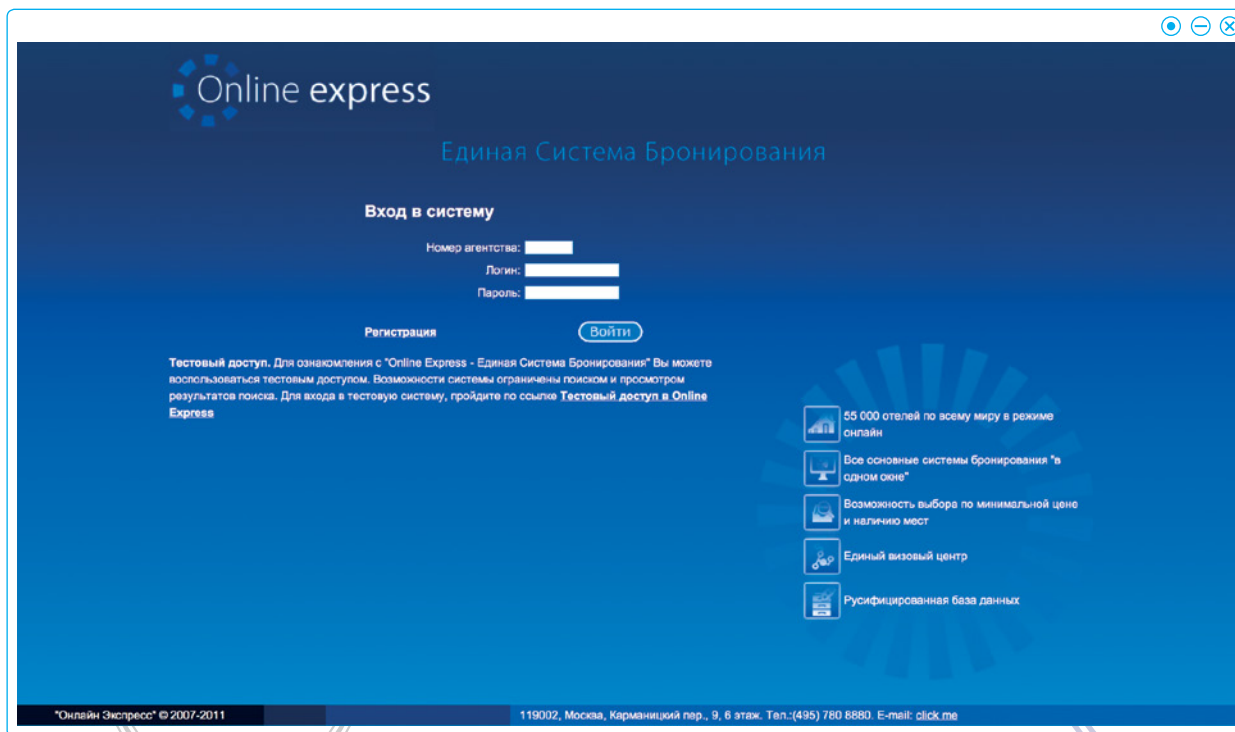 Online express
Единая Система Бронирования
Вход в систему
Номер агентства:
Логин:
Пароль:
Регистрация
Войти
Тестовый доступ. Для ознакомления с "Online Express - Единая Система Бронирования" Вы можете
воспользоваться тестовым доступом. Возможности системы ограничены поиском и просмотром
результатов поиска. Для входа в тестовую систему, пройдите по ссылке Тестовый доступ в Online
Express
55 000 отелей по всему миру в режиме
онлайн
Все основные системы бронирования "в
одном окне"
Возможность выбора по минимальной цене
и наличию мест
Единый визовый центр
Русифицированная база данных
"Онлайн Экспресс" © 2007-2011
119002, Москва, Карманицкий пер., 9, 6 этаж. Тел.:(495) 780 8880. E-mail: click me